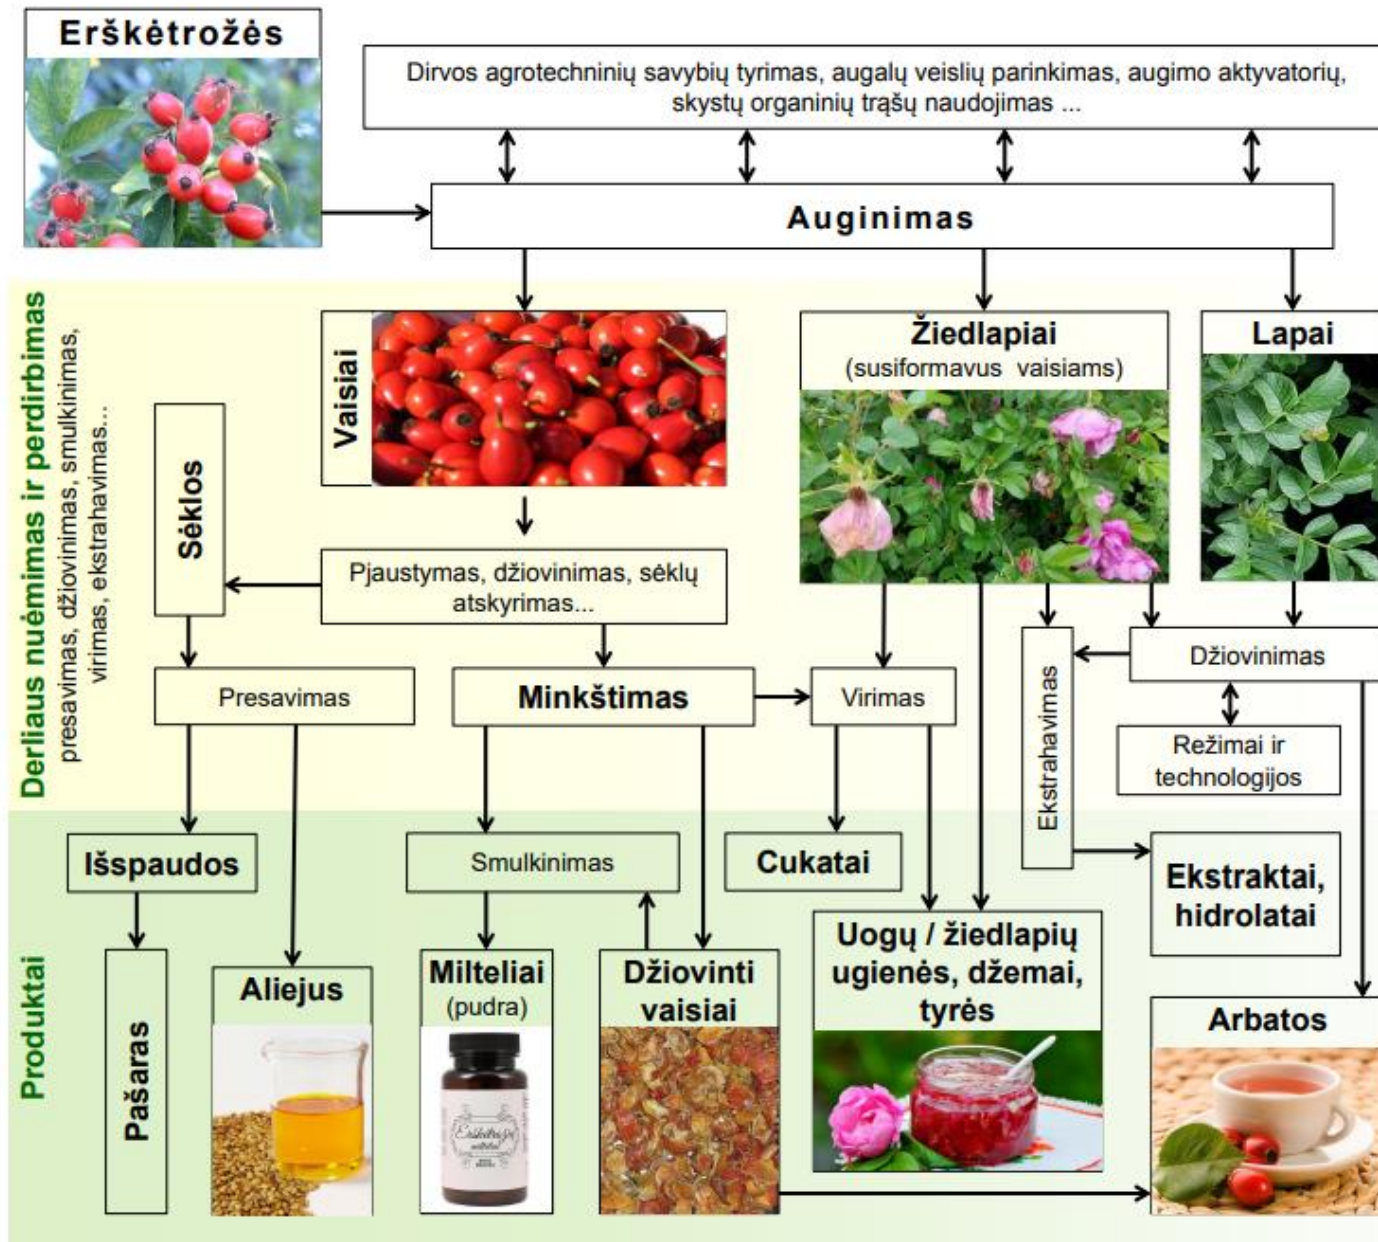 Erškėtrožės
Dirvos agrotechninių savybių tyrimas, augalų veislių parinkimas, augimo aktyvatorių,
skystų organinių trąšų naudojimas ...
Auginimas
Derliaus nuėmimas ir perdirbimas
presavimas, džiovinimas, smulkinimas,
virimas, ekstrahavimas...
Vaisiai
Žiedlapiai
(susiformavus vaisiams)
Lapai
Sėklos
Pjaustymas, džiovinimas, sėklų
atskyrimas...
Presavimas
Minkštimas
Virimas
Ekstrahavimas
Džiovinimas
Režimai ir
technologijos
Produktai
Išspaudos
Smulkinimas
Cukatai
Ekstraktai,
hidrolatai
Pašaras
Aliejus
Milteliai
(pudra)
Džiovinti
vaisiai
Uogų / žiedlapių
ugienės, džemai,
tyrės
Arbatos